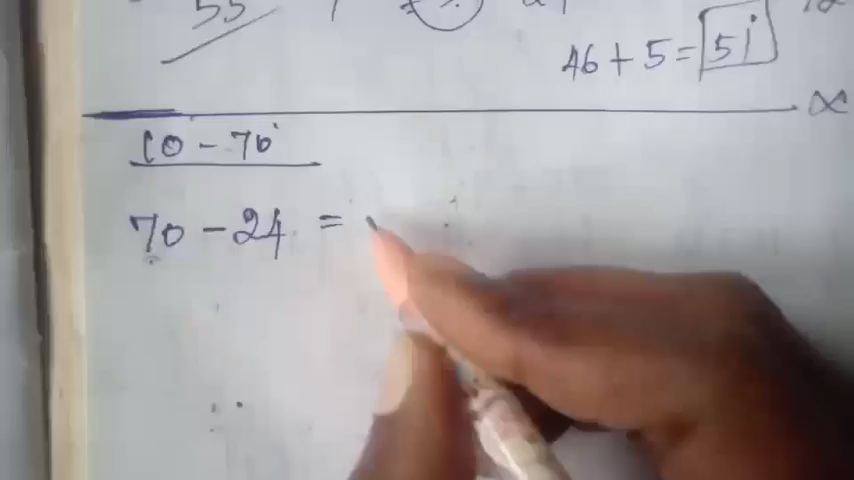 55
46 + 5 = 51
10 - 70
70 - 24 =